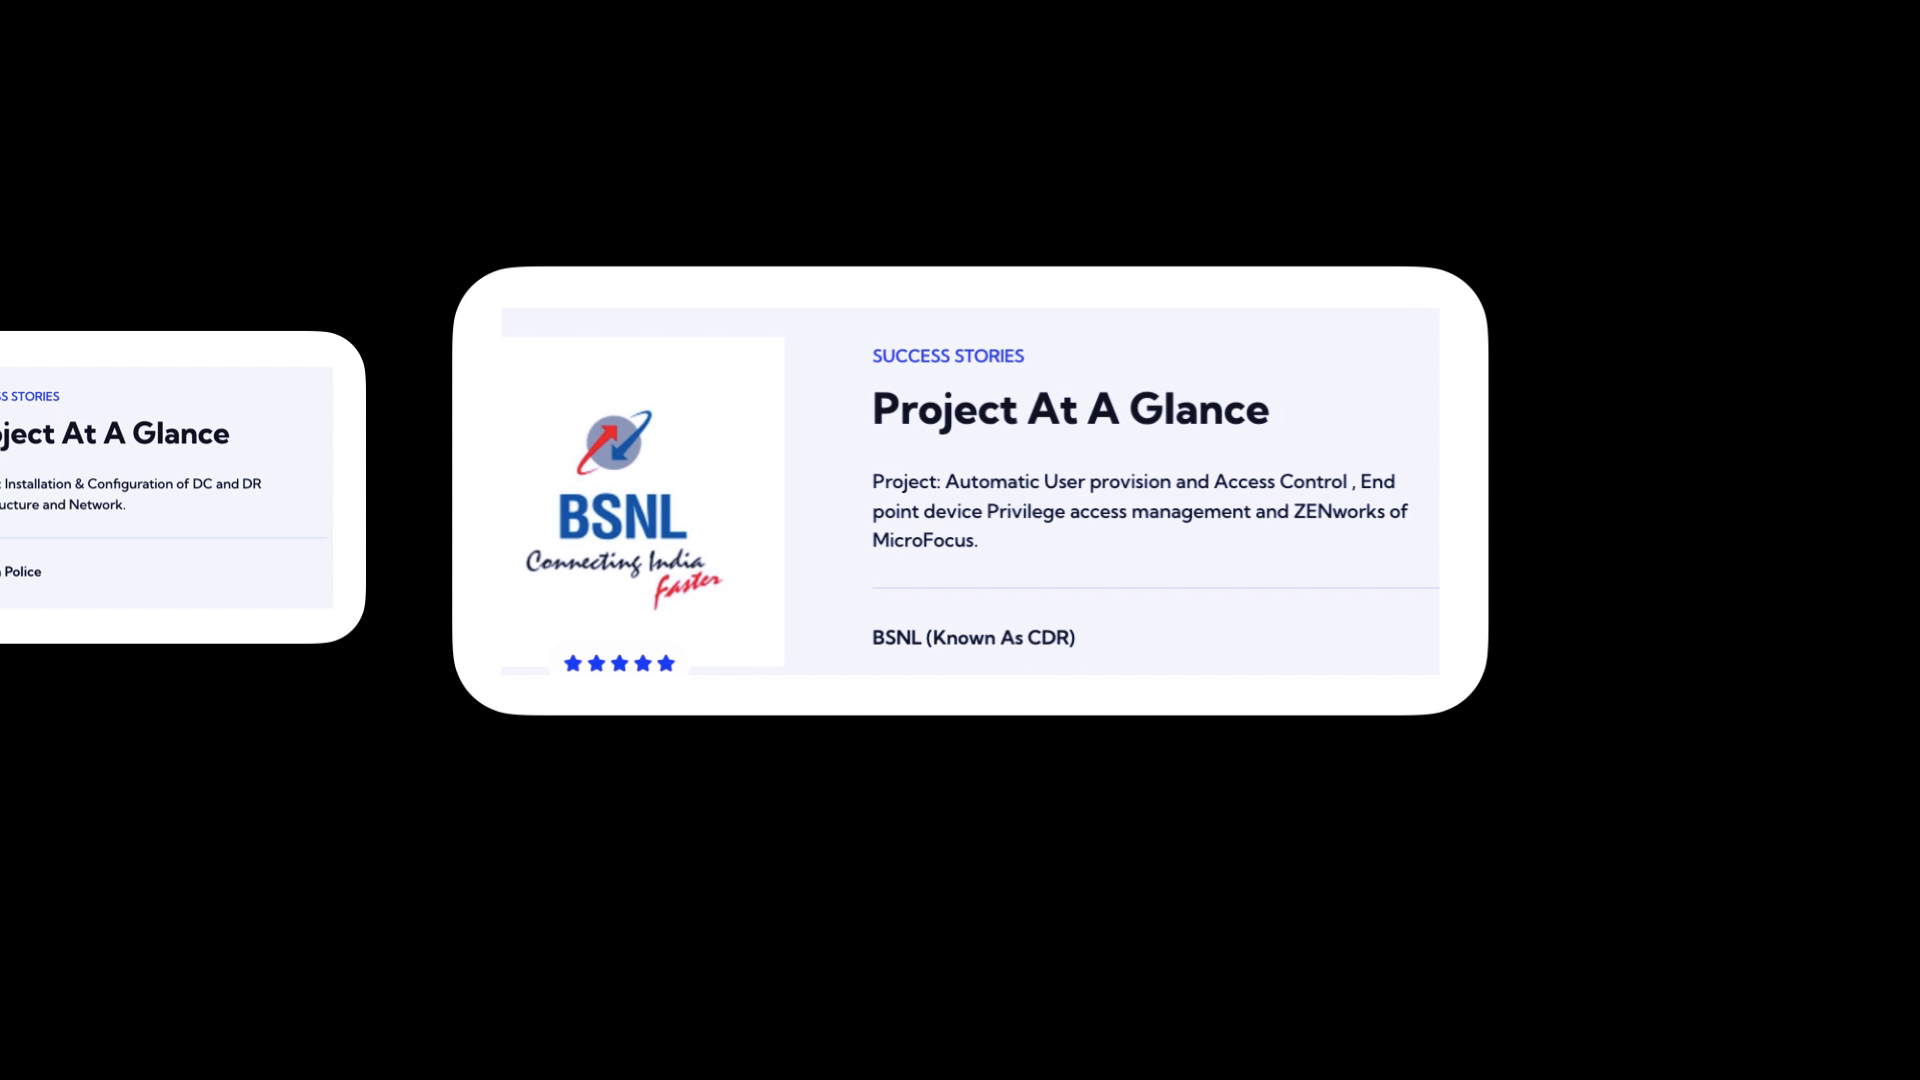 STORIES
At A Glance
Installation & Configuration of DC and DR
and Network.
Police
BSNL
Connecting India
Faster
SUCCESS STORIES
Project At A Glance
Project: Automatic User provision and Access Control , End
point device Privilege access management and ZENworks of
MicroFocus.
BSNL (Known As CDR)